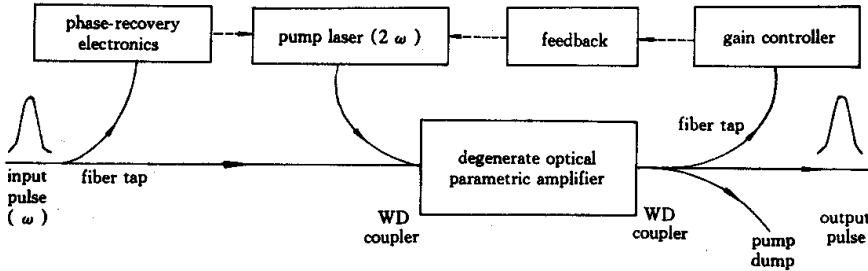 phase-recovery
electronics
pump laser (2 ω)
feedback
gain controller
fiber tap
input
pulse
( ω )
fiber tap
degenerate optical
parametric amplifier
WD
coupler
WD
coupler
pump
dump
output
pulse